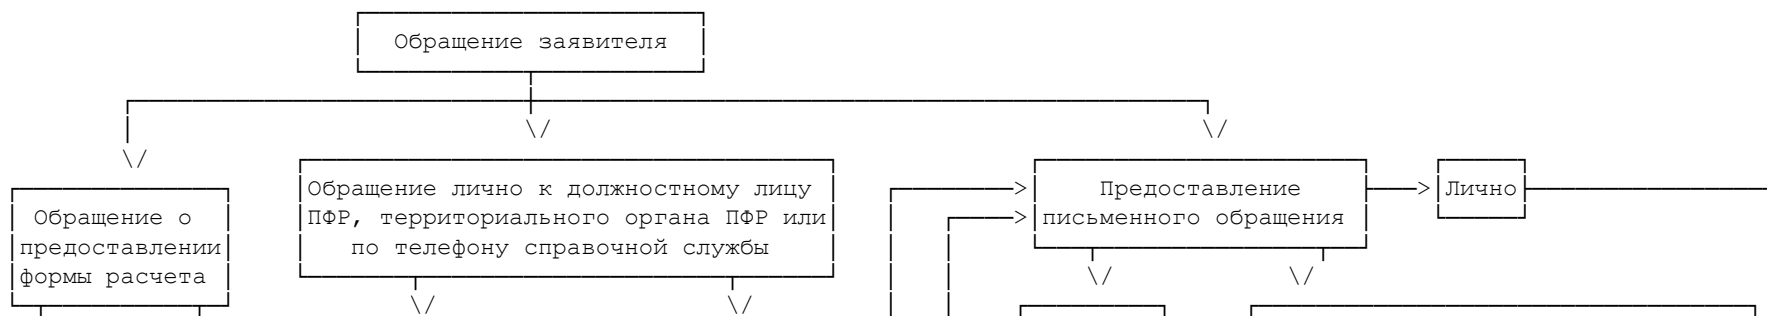 Обращение заявителя
Обращение о
предоставлении
формы расчета
Обращение лично к должностному лицу
ПФР, территориального органа ПФР или
по телефону справочной службы
Предоставление
письменного обращения
Лично